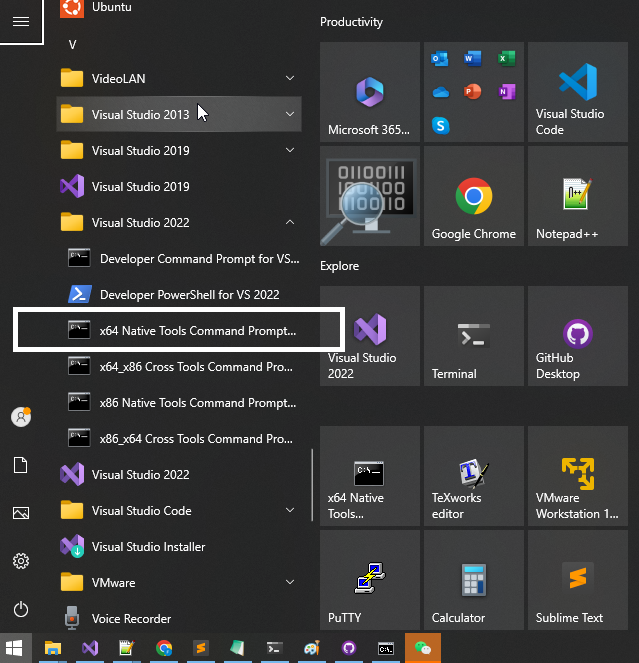 Ubuntu
V
VideoLAN
Visual Studio 2013
Visual Studio 2019
Visual Studio 2019
Visual Studio 2022
Developer Command Prompt for VS...
Developer PowerShell for VS 2022
x64 Native Tools Command Prompt...
x64_x86 Cross Tools Command Pro...
x86 Native Tools Command Prompt...
x86_x64 Cross Tools Command Pro...
Visual Studio 2022
Visual Studio Code
Visual Studio Installer
VMware
Voice Recorder
Productivity
Microsoft 365...
Visual Studio
Code
01100111
Google Chrome
Notepad++
Explore
Visual Studio
2022
Terminal
GitHub
Desktop
x64 Native
Tools...
TeXworks
editor
VMware
Workstation 1...
PuTTY
Calculator
Sublime Text